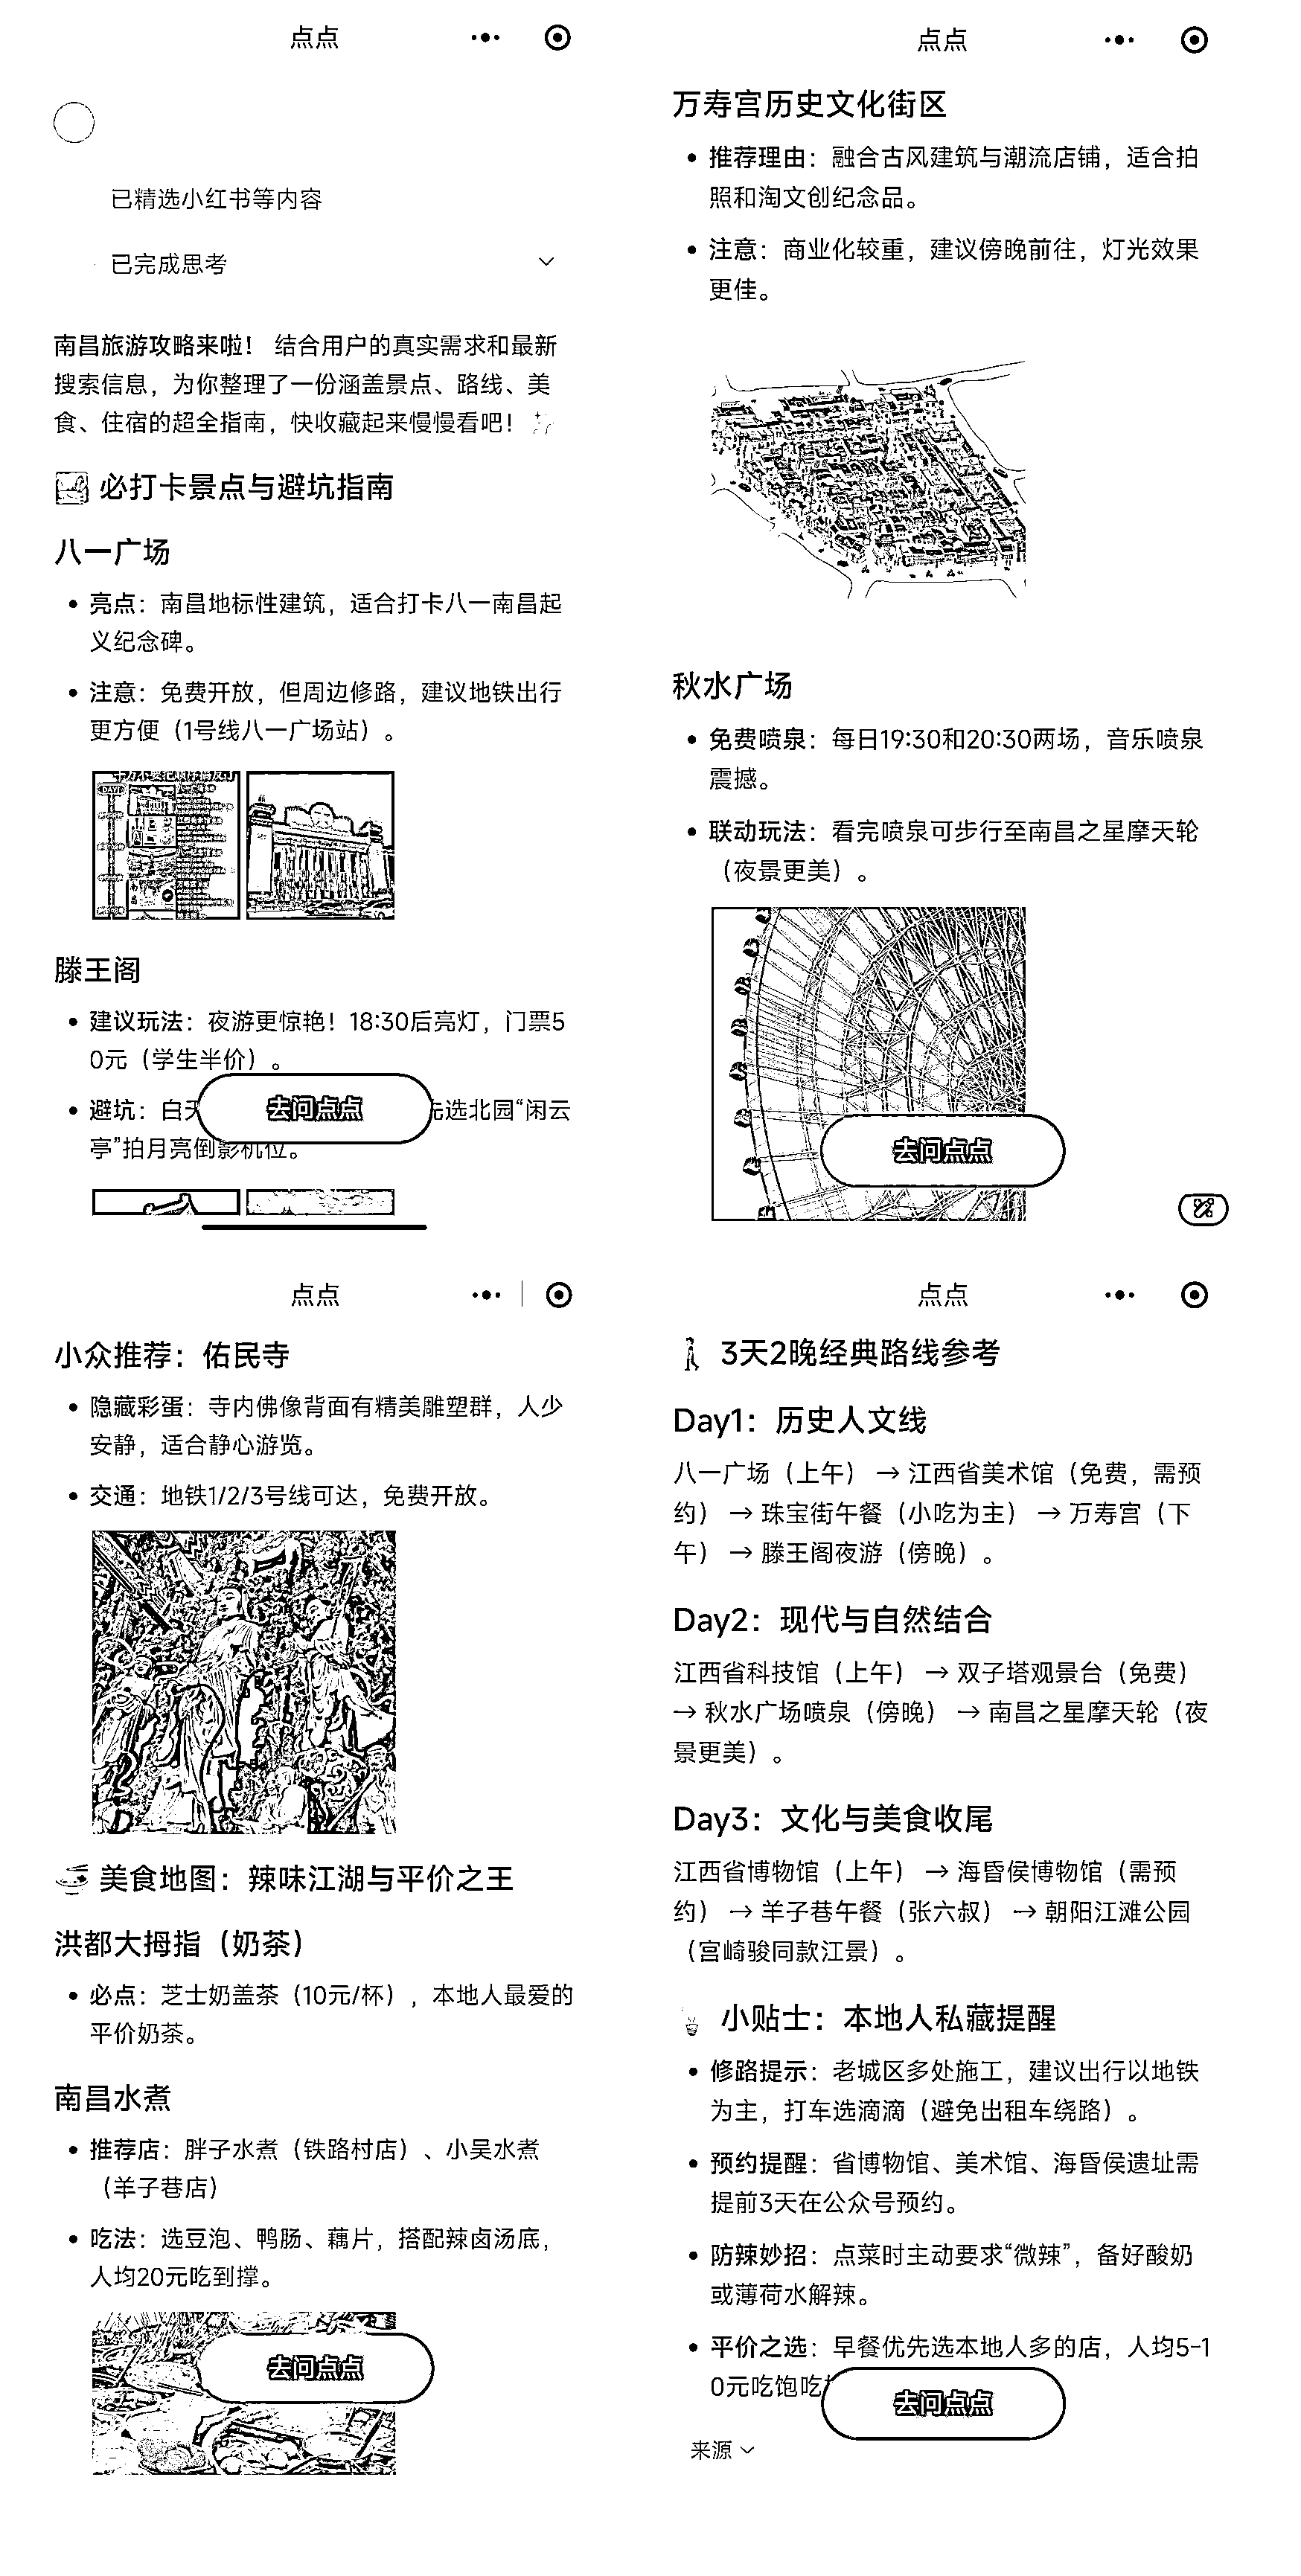 点点
已精选小红书等内容
已完成思考
南昌旅游攻略来啦！ 结合用户的真实需求和最新
搜索信息，为你整理了一份涵盖景点、路线、美
食、住宿的超全指南，快收藏起来慢慢看吧！
必打卡景点与避坑指南
八一广场
亮点：南昌地标性建筑，适合打卡八一南昌起
义纪念碑。
注意：免费开放，但周边修路，建议地铁出行
更方便（1号线八一广场站）。
DAY1
滕王阁
建议玩法：夜游更惊艳！18:30后亮灯，门票5
0元（学生半价）。
避坑：白天
选北园“闲云
亭”拍月亮倒影机位。
去问点点
点点
万寿宫历史文化街区
推荐理由：融合古风建筑与潮流店铺，适合拍
照和淘文创纪念品。
注意：商业化较重，建议傍晚前往，灯光效果
更佳。
秋水广场
免费喷泉：每日19:30和20:30两场，音乐喷泉
震撼。
联动玩法：看完喷泉可步行至南昌之星摩天轮
（夜景更美）。
去问点点
点点
小众推荐：佑民寺
隐藏彩蛋：寺内佛像背面有精美雕塑群，人少
安静，适合静心游览。
交通：地铁1/2/3号线可达，免费开放。
美食地图：辣味江湖与平价之王
洪都大拇指（奶茶）
必点：芝士奶盖茶（10元/杯），本地人最爱的
平价奶茶。
南昌水煮
推荐店：胖子水煮（铁路村店）、小吴水煮
（羊子巷店）
吃法：选豆泡、鸭肠、藕片，搭配辣卤汤底，
人均20元吃到撑。
去问点点
点点
3天2晚经典路线参考
Day1：历史人文线
八一广场（上午）→ 江西省美术馆（免费，需预
约）→ 珠宝街午餐（小吃为主）→ 万寿宫（下
午）→ 滕王阁夜游（傍晚）。
Day2：现代与自然结合
江西省科技馆（上午）→ 双子塔观景台（免费）
→ 秋水广场喷泉（傍晚）→ 南昌之星摩天轮（夜
景更美）。
Day3：文化与美食收尾
江西省博物馆（上午）→ 海昏侯博物馆（需预
约）→ 羊子巷午餐（张六叔）→ 朝阳江滩公园
（宫崎骏同款江景）。
小贴士：本地人私藏提醒
修路提示：老城区多处施工，建议出行以地铁
为主，打车选滴滴（避免出租车绕路）。
预约提醒：省博物馆、美术馆、海昏侯遗址需
提前3天在公众号预约。
防辣妙招：点菜时主动要求“微辣”，备好酸奶
或薄荷水解辣。
平价之选：早餐优先选本地人多的店，人均5-1
0元吃饱吃
去问点点
来源